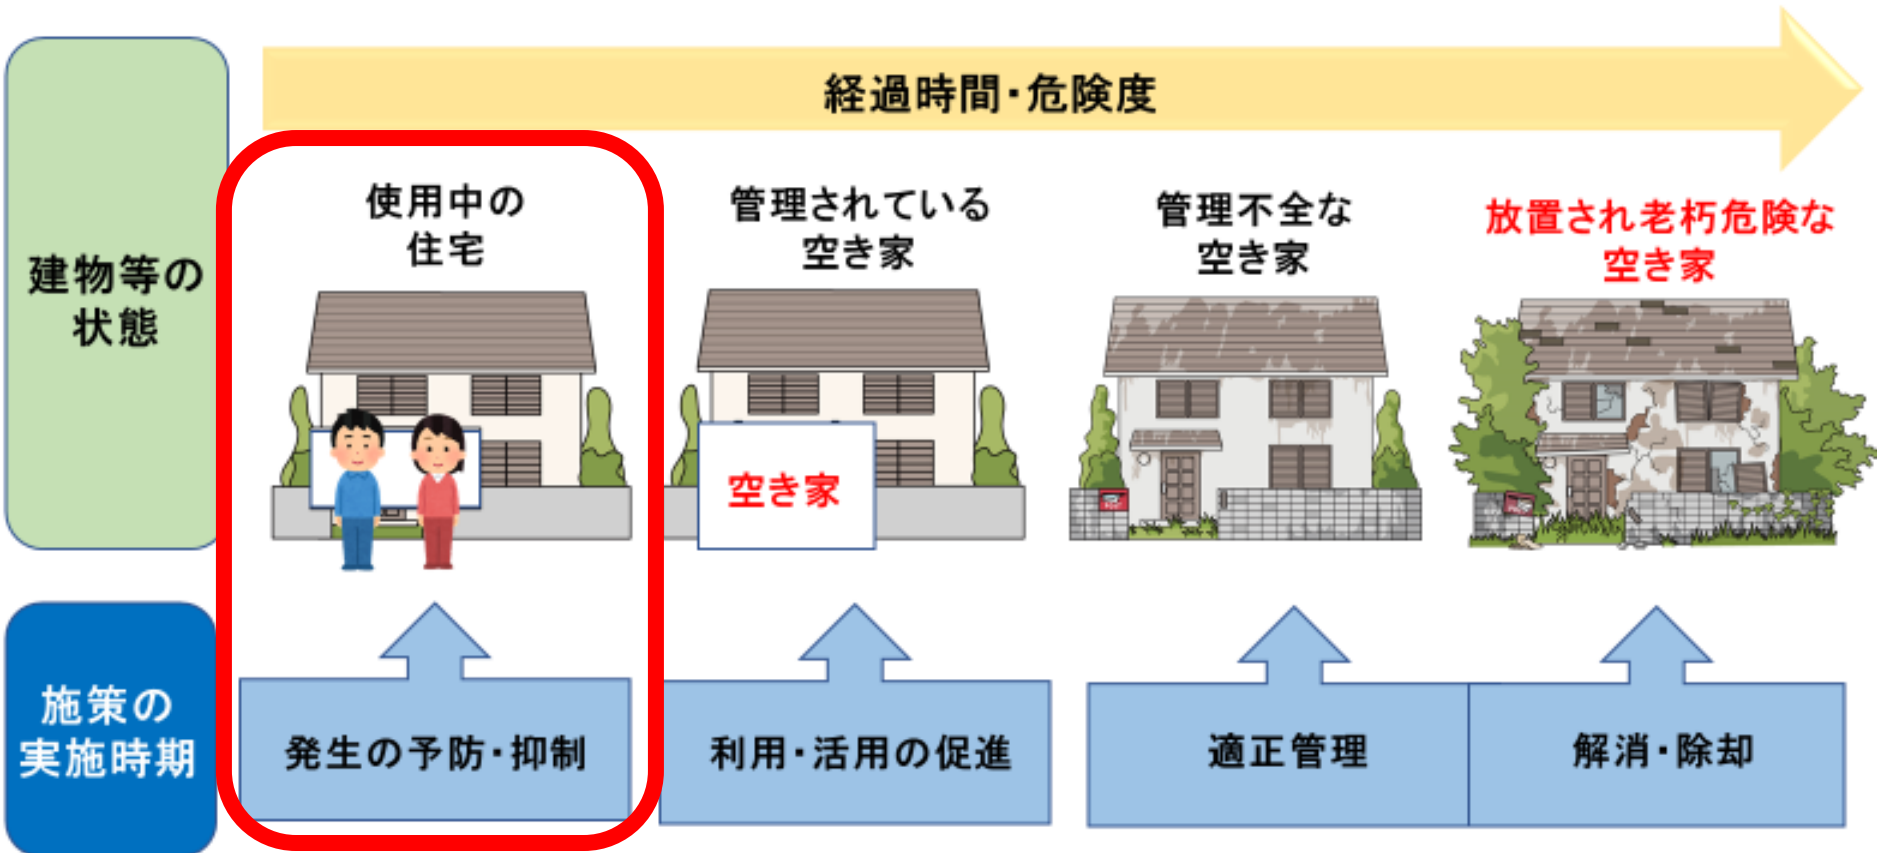 経過時間・危険度
建物等の
状態
使用中の
住宅
管理されている
空き家
管理不全な
空き家
放置され老朽危険な
空き家
空き家
施策の
実施時期
発生の予防・抑制
利用・活用の促進
適正管理
解消・除却